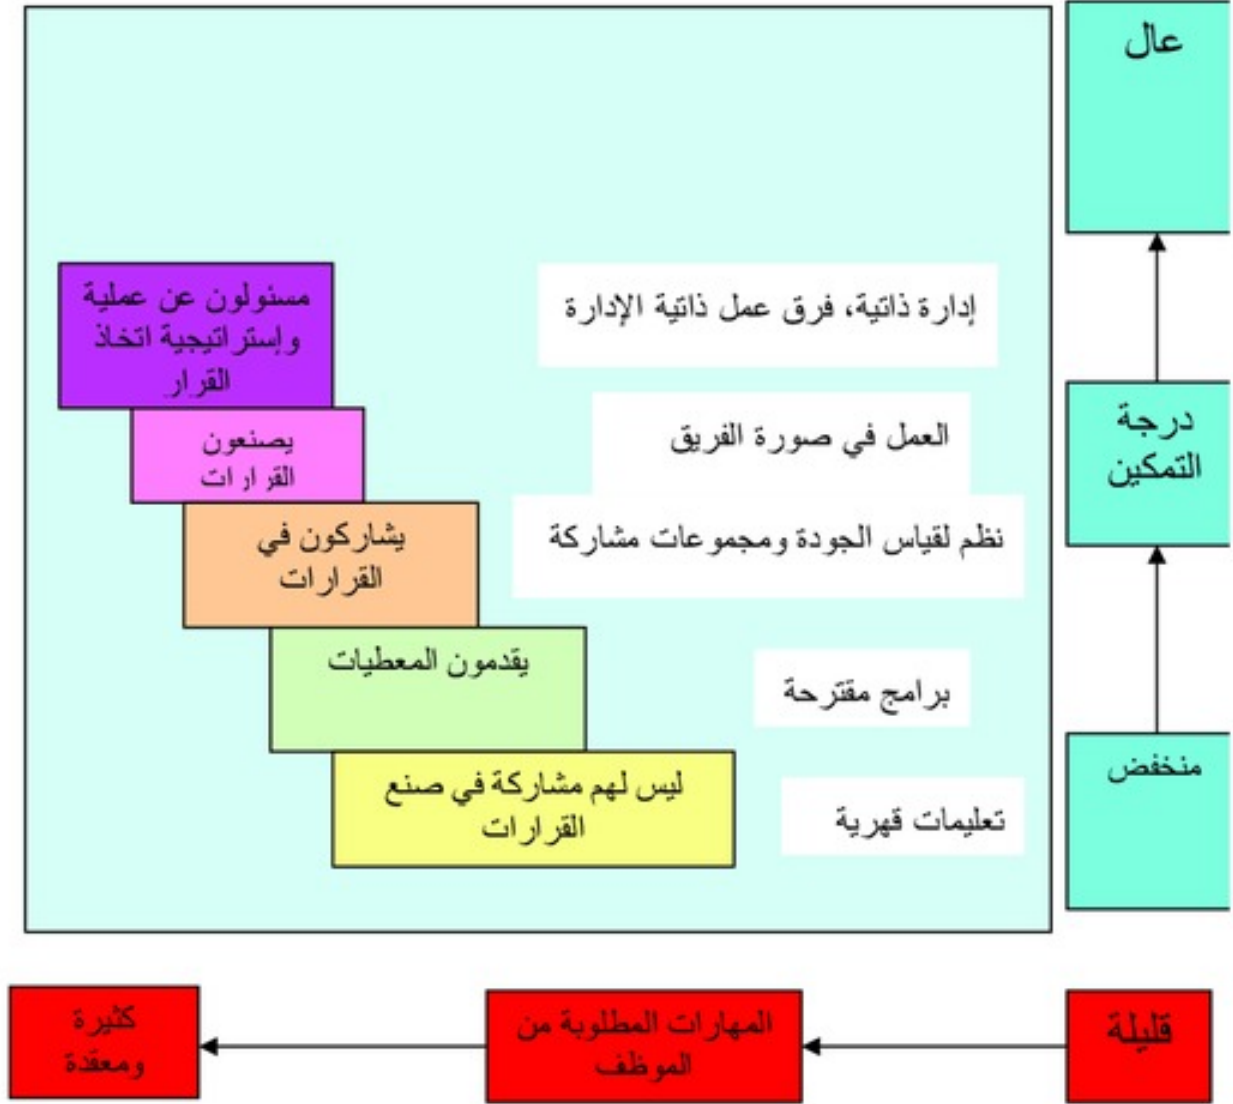 عال
مسئولون عن عملية
وإستراتيجية اتخاذ
القرار
إدارة ذاتية، فرق عمل ذاتية الإدارة
يصنعون
القرارات
العمل في صورة الفريق
درجة
التمكين
يشاركون في
القرارات
نظم لقياس الجودة ومجموعات مشاركة
يقدمون المعطيات
برامج مقترحة
منخفض
ليس لهم مشاركة في صنع
القرارات
تعليمات قهرية
قليلة
المهارات المطلوبة من
الموظف
كثيرة
ومعقدة